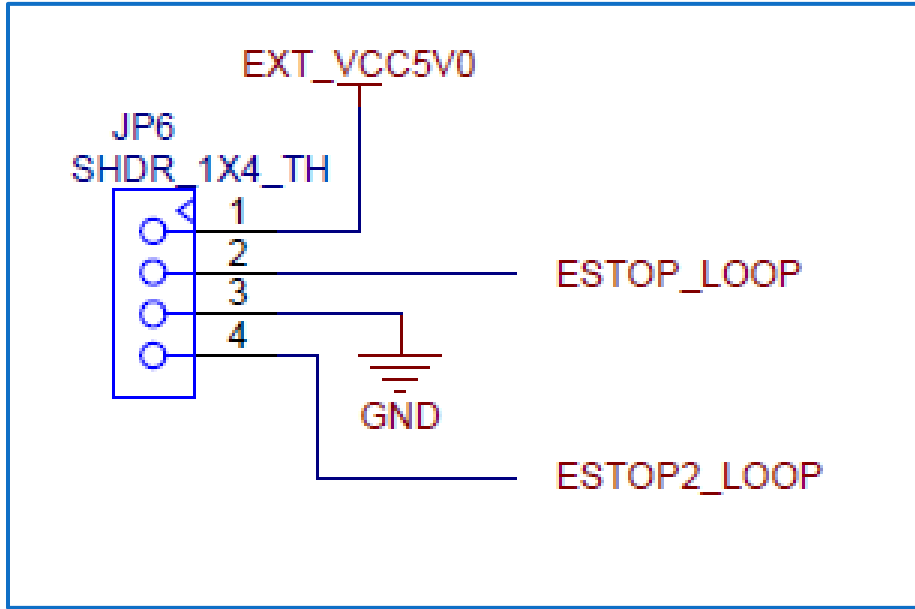 EXT_VCC5V0
JP6
SHDR_1X4_TH
1
2
ESTOP_LOOP
3
4
GND
ESTOP2_LOOP